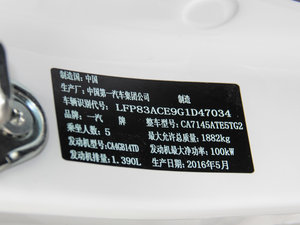 制造国：中国
生产厂：中国第一汽车集团公司 制造
车辆识别代号：LFP83ACE9G1D47034
品牌：一汽 牌 整车型号：CA7145ATE5TG2
乘坐人数：5 最大允许总质量：1882kg
发动机型号：CA4GB14TD 发动机最大净功率：100kW
发动机排量：1.390L 生产日期：2016年5月